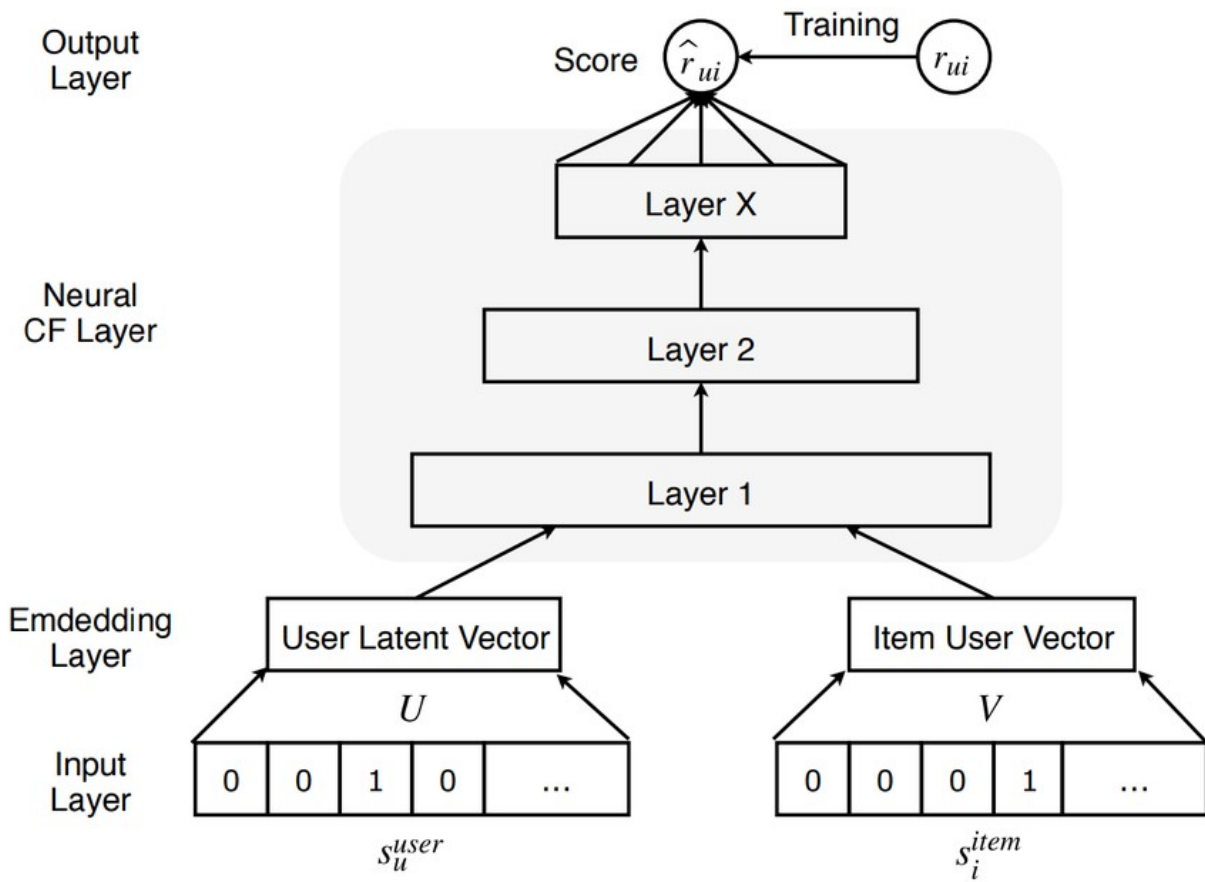 Output
Layer
Score
r̂ui
Training
rui
Layer X
Neural
CF Layer
Layer 2
Layer 1
Emdedding
Layer
User Latent Vector
Item User Vector
U
V
Input
Layer
0 0 1 0 ...
0 0 0 1 ...
s_u^user
s_i^item